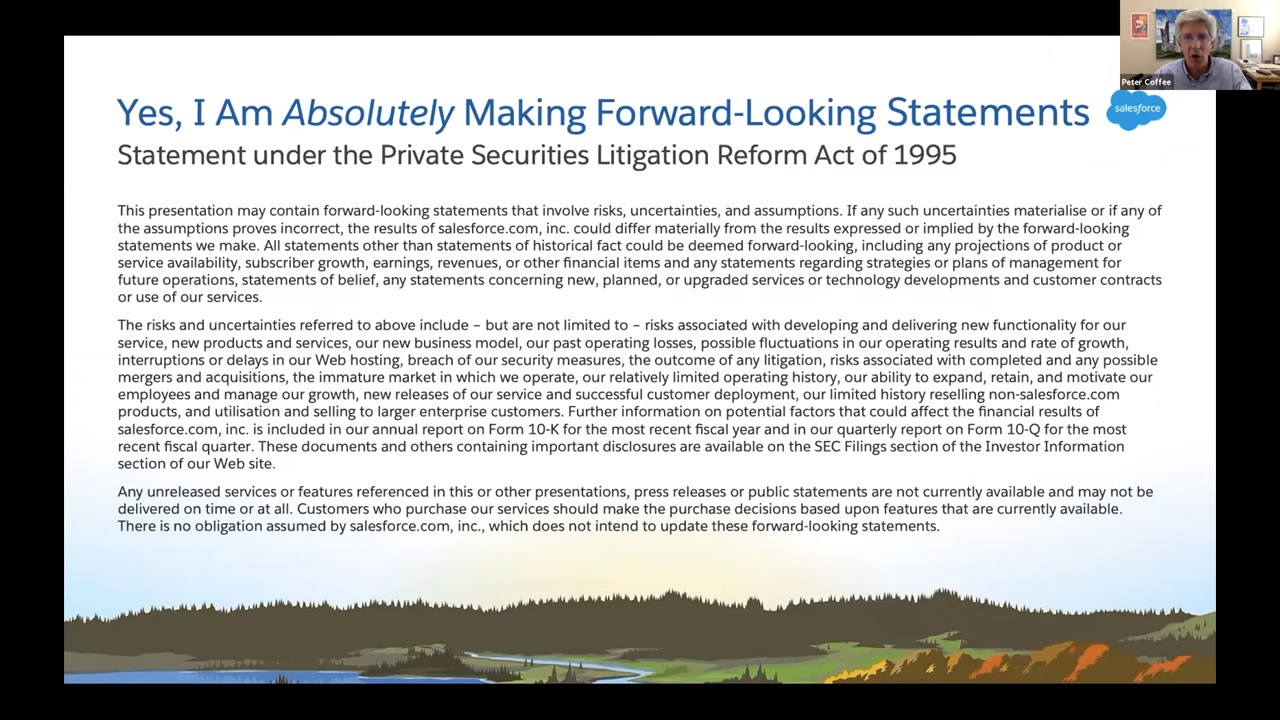 Peter Coffee
Yes, I Am Absolutely Making Forward-Looking Statements
salesforce
Statement under the Private Securities Litigation Reform Act of 1995
This presentation may contain forward-looking statements that involve risks, uncertainties, and assumptions. If any such uncertainties materialise or if any of
the assumptions proves incorrect, the results of salesforce.com, inc. could differ materially from the results expressed or implied by the forward-looking
statements we make. All statements other than statements of historical fact could be deemed forward-looking, including any projections of product or
service availability, subscriber growth, earnings, revenues, or other financial items and any statements regarding strategies or plans of management for
future operations, statements of belief, any statements concerning new, planned, or upgraded services or technology developments and customer contracts
or use of our services.
The risks and uncertainties referred to above include – but are not limited to – risks associated with developing and delivering new functionality for our
service, new products and services, our new business model, our past operating losses, possible fluctuations in our operating results and rate of growth,
interruptions or delays in our Web hosting, breach of our security measures, the outcome of any litigation, risks associated with completed and any possible
mergers and acquisitions, the immature market in which we operate, our relatively limited operating history, our ability to expand, retain, and motivate our
employees and manage our growth, new releases of our service and successful customer deployment, our limited history reselling non-salesforce.com
products, and utilisation and selling to larger enterprise customers. Further information on potential factors that could affect the financial results of
salesforce.com, inc. is included in our annual report on Form 10-K for the most recent fiscal year and in our quarterly report on Form 10-Q for the most
recent fiscal quarter. These documents and others containing important disclosures are available on the SEC Filings section of the Investor Information
section of our Web site.
Any unreleased services or features referenced in this or other presentations, press releases or public statements are not currently available and may not be
delivered on time or at all. Customers who purchase our services should make the purchase decisions based upon features that are currently available.
There is no obligation assumed by salesforce.com, inc., which does not intend to update these forward-looking statements.